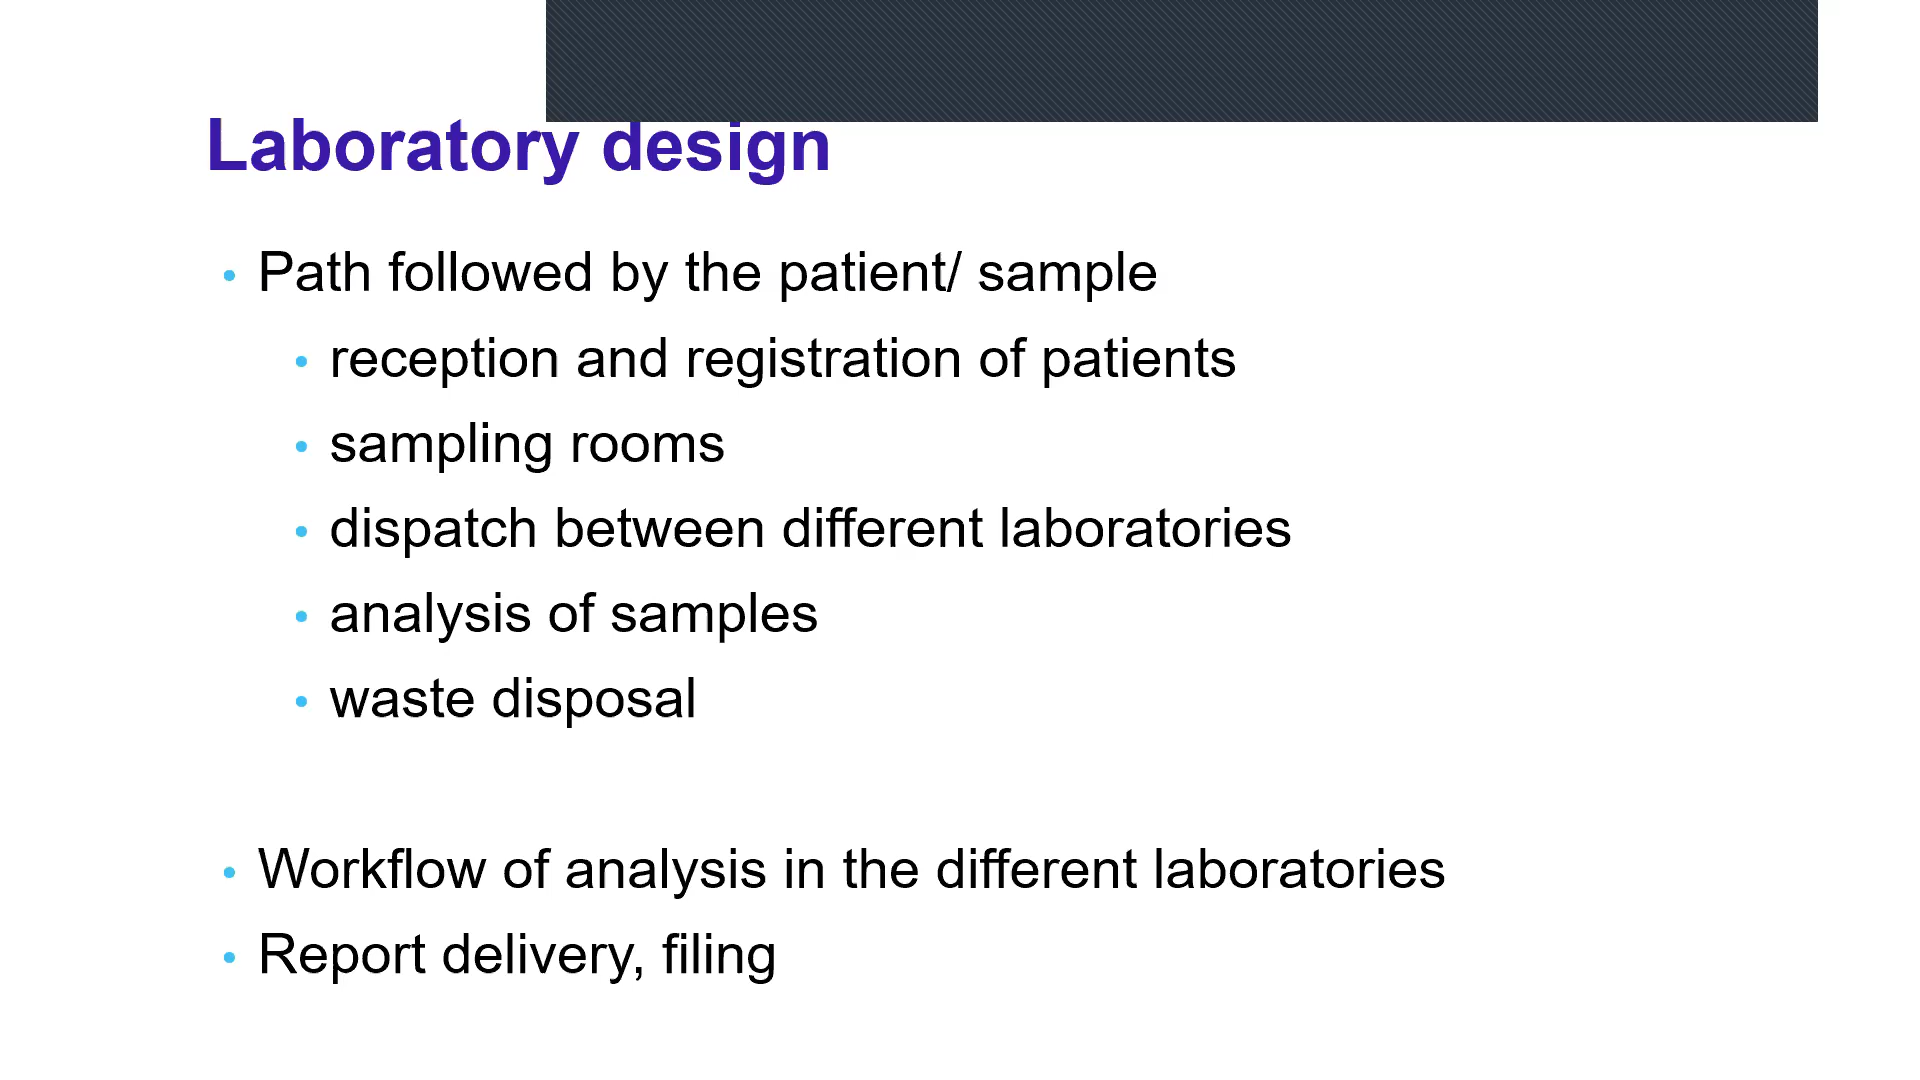 Laboratory design
• Path followed by the patient/ sample
• reception and registration of patients
• sampling rooms
• dispatch between different laboratories
• analysis of samples
• waste disposal
• Workflow of analysis in the different laboratories
• Report delivery, filing